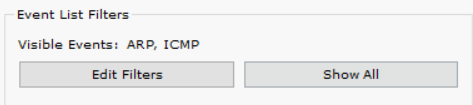 Event List Filters
Visible Events: ARP, ICMP
Edit Filters
Show All